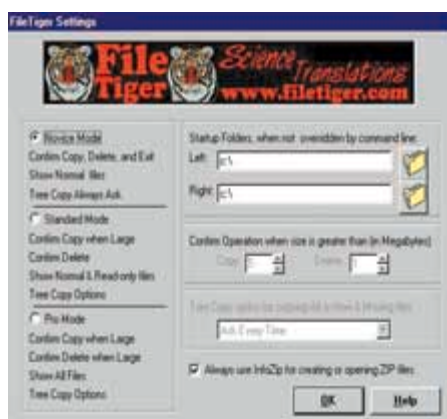 FileTiger Settings
File Tiger
Science Translations
www.filetiger.com
Novice Mode
Confirm Copy, Delete, and Exit
Show Normal files
Tree Copy Always Ask
Standard Mode
Confirm Copy when Large
Confirm Delete
Show Normal & Read-only files
Tree Copy Options
Pro Mode
Confirm Copy when Large
Confirm Delete when Large
Show All Files
Tree Copy Options
Startup Folders, when not overridden by command line:
Left: c:\
Right: c:\
Confirm Operation when size is greater than (in Megabytes)
Copy
Ask Every Time
Always use InfoZip for creating or opening ZIP files
OK
Help